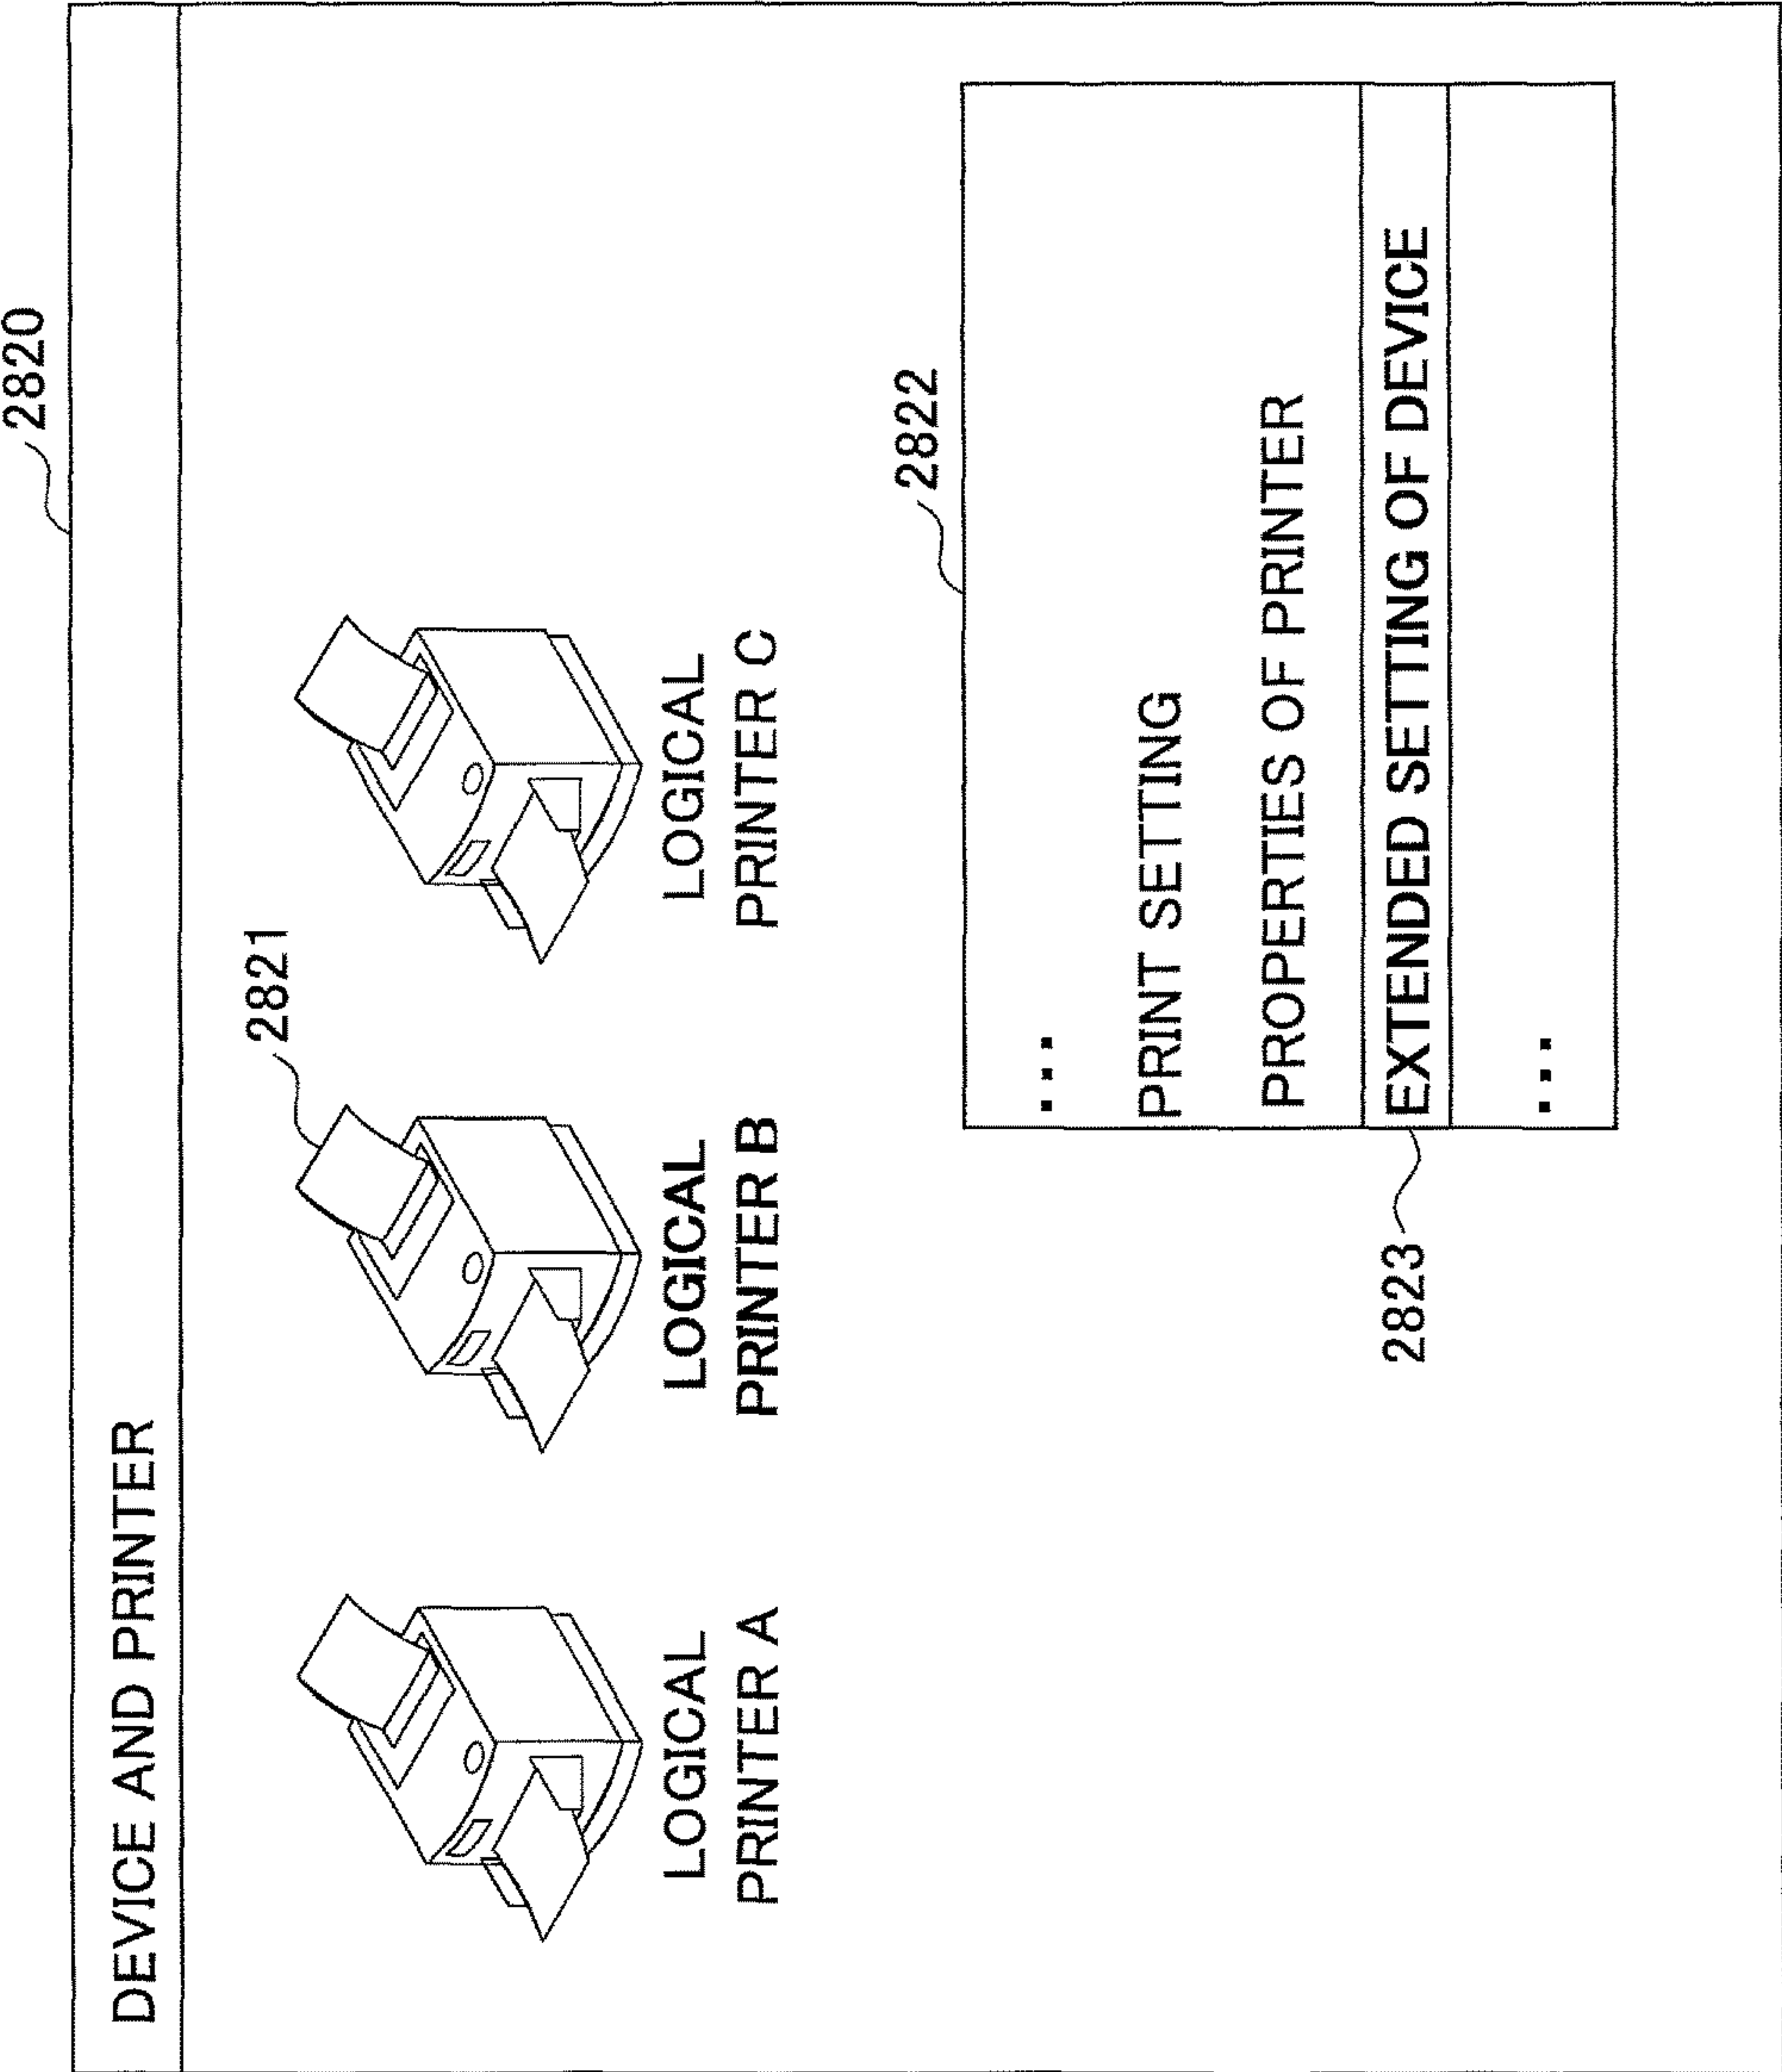 2820
DEVICE AND PRINTER
2821
LOGICAL
PRINTER A
LOGICAL
PRINTER B
LOGICAL
PRINTER C
2822
...
PRINT SETTING
PROPERTIES OF PRINTER
2823
EXTENDED SETTING OF DEVICE
...